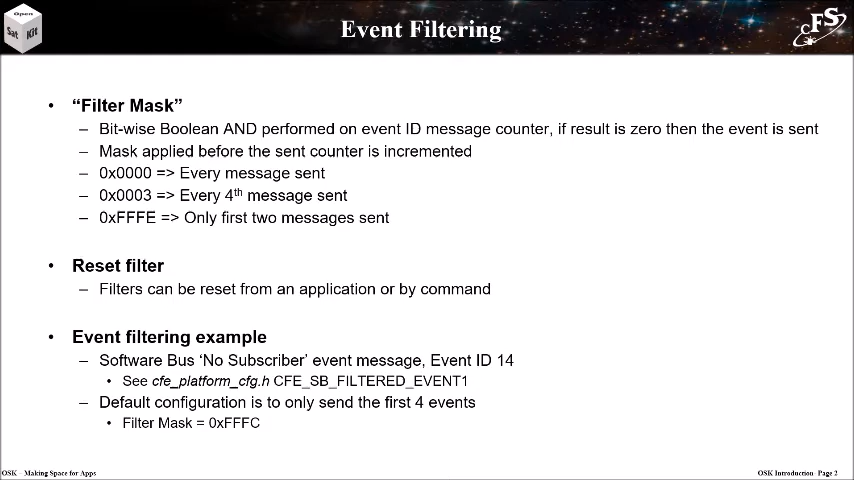 Open
Sat
Kit
Event Filtering
cFS
• "Filter Mask"
– Bit-wise Boolean AND performed on event ID message counter, if result is zero then the event is sent
– Mask applied before the sent counter is incremented
– 0x0000 => Every message sent
– 0x0003 => Every 4th message sent
– 0xFFFE => Only first two messages sent
• Reset filter
– Filters can be reset from an application or by command
• Event filtering example
– Software Bus ‘No Subscriber’ event message, Event ID 14
• See cfe_platform_cfg.h CFE_SB_FILTERED_EVENT1
– Default configuration is to only send the first 4 events
• Filter Mask = 0xFFFC
OSK – Making Space for Apps
OSK Introduction- Page 2